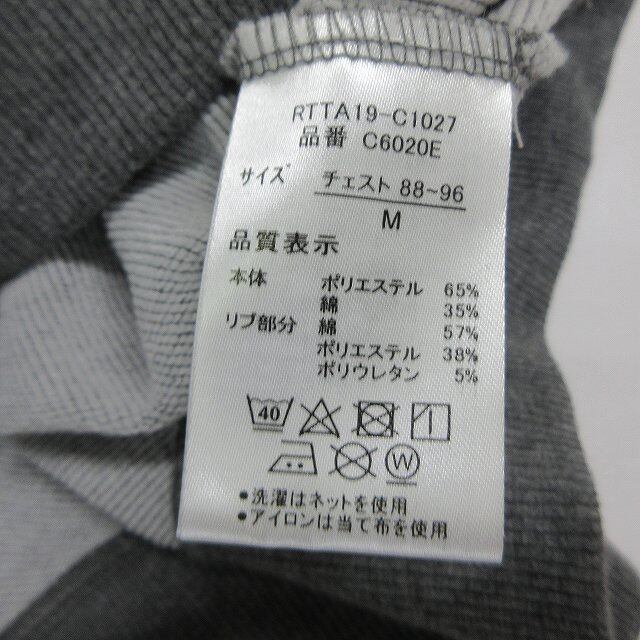 RTTA19-C1027
品番 C6020E
サイズ チェスト 88~96
M
品質表示
本体 ポリエステル 65%
綿 35%
リブ部分 綿 57%
ポリエステル 38%
ポリウレタン 5%
40
W
●洗濯はネットを使用
●アイロンは当て布を使用